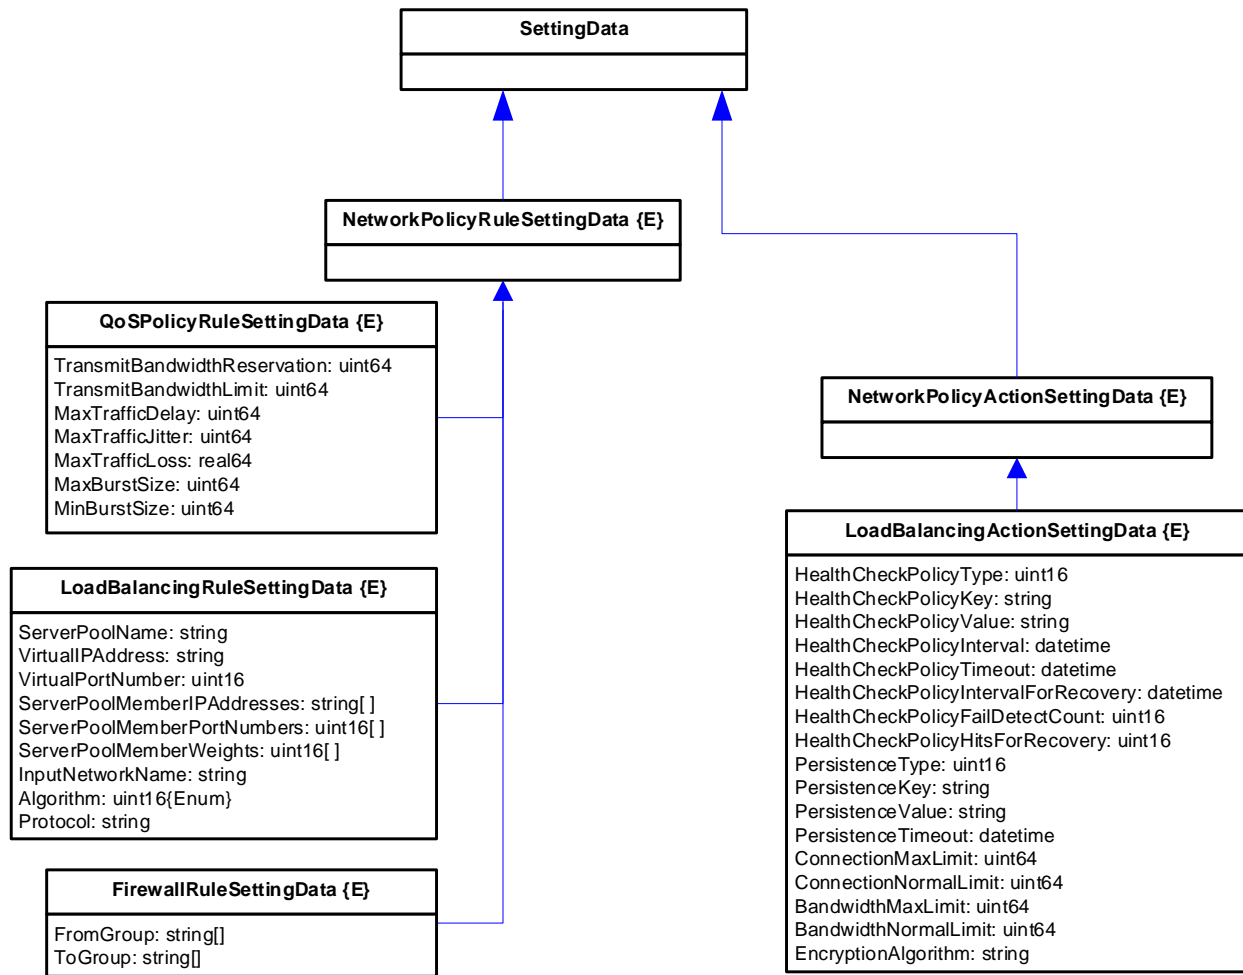 SettingData
NetworkPolicyRuleSettingData {E}
QoSPolicyRuleSettingData {E}
TransmitBandwidthReservation: uint64
TransmitBandwidthLimit: uint64
MaxTrafficDelay: uint64
MaxTrafficJitter: uint64
MaxTrafficLoss: real64
MaxBurstSize: uint64
MinBurstSize: uint64
LoadBalancingRuleSettingData {E}
ServerPoolName: string
VirtualIPAddress: string
VirtualPortNumber: uint16
ServerPoolMemberIPAddresses: string[ ]
ServerPoolMemberPortNumbers: uint16[ ]
ServerPoolMemberWeights: uint16[ ]
InputNetworkName: string
Algorithm: uint16{Enum}
Protocol: string
FirewallRuleSettingData {E}
FromGroup: string[]
ToGroup: string[]
NetworkPolicyActionSettingData {E}
LoadBalancingActionSettingData {E}
HealthCheckPolicyType: uint16
HealthCheckPolicyKey: string
HealthCheckPolicyValue: string
HealthCheckPolicyInterval: datetime
HealthCheckPolicyTimeout: datetime
HealthCheckPolicyIntervalForRecovery: datetime
HealthCheckPolicyFailDetectCount: uint16
HealthCheckPolicyHitsForRecovery: uint16
PersistenceType: uint16
PersistenceKey: string
PersistenceValue: string
PersistenceTimeout: datetime
ConnectionMaxLimit: uint64
ConnectionNormalLimit: uint64
BandwidthMaxLimit: uint64
BandwidthNormalLimit: uint64
EncryptionAlgorithm: string